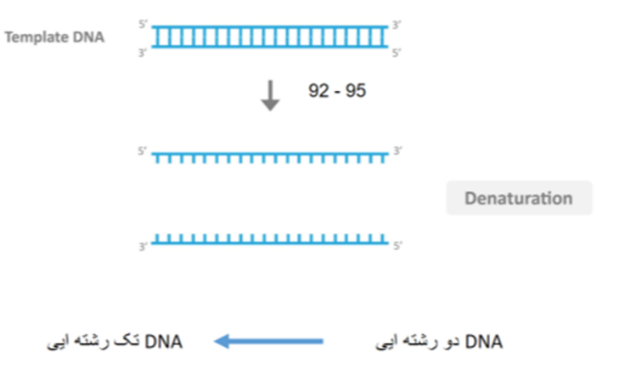 5' 3'
Template DNA
3' 5'
92 - 95
5' 3'
Denaturation
3' 5'
DNA دو رشته ایی
DNA تک رشته ایی